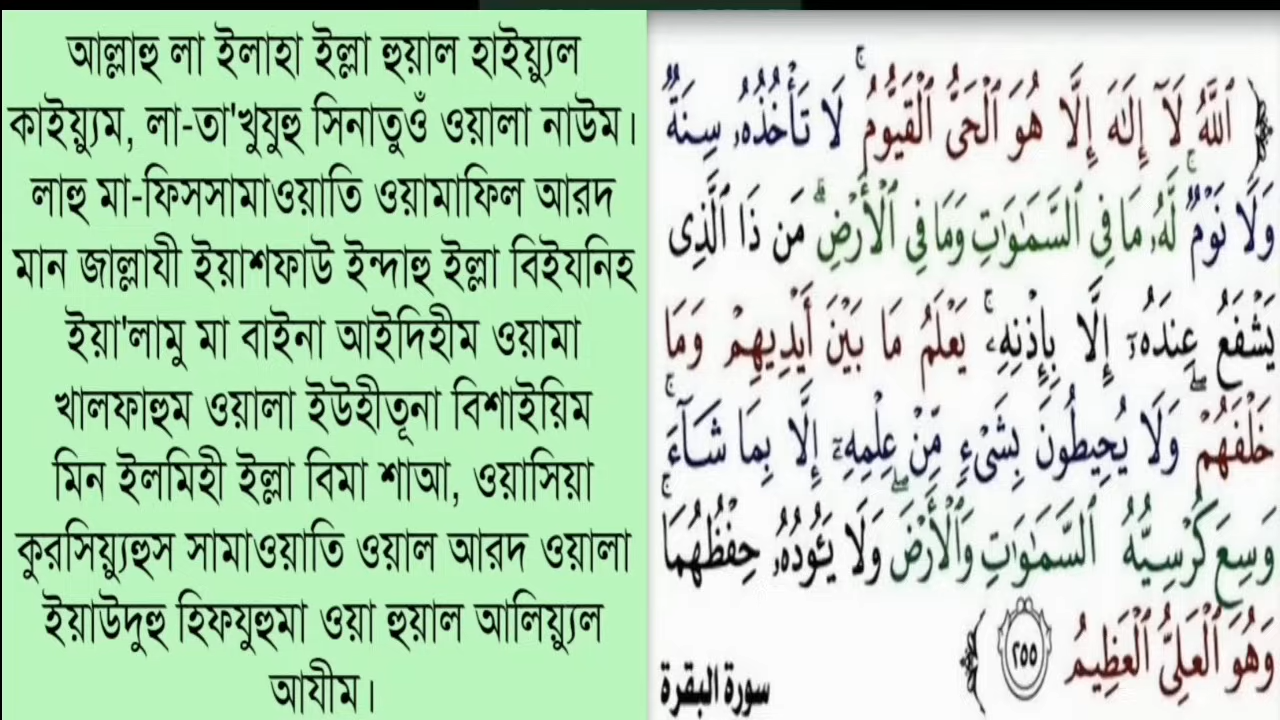 আল্লাহু লা ইলাহা ইল্লা হুয়াল হাইয়্যুল
কাইয়্যুম, লা-তা'খুযুহু সিনাতুওঁ ওয়ালা নাউম।
লাহু মা-ফিসসামাওয়াতি ওয়ামাফিল আরদ
মান জাল্লাযী ইয়াশফাউ ইন্দাহু ইল্লা বিইযনিহ
ইয়া'লামু মা বাইনা আইদিহীম ওয়ামা
খালফাহুম ওয়ালা ইউহীতূনা বিশাইয়িম
মিন ইলমিহী ইল্লা বিমা শাআ, ওয়াসিয়া
কুরসিয়্যুহুস সামাওয়াতি ওয়াল আরদ ওয়ালা
ইয়াউদুহু হিফযুহুমা ওয়া হুয়াল আলিয়্যুল
আযীম।
ٱللَّهُ لَآ إِلَٰهَ إِلَّا هُوَ ٱلْحَىُّ ٱلْقَيُّومُ ۚ لَا تَأْخُذُهُۥ سِنَةٌ
وَلَا نَوْمٌ ۚ لَّهُۥ مَا فِى ٱلسَّمَٰوَٰتِ وَمَا فِى ٱلْأَرْضِ ۗ مَن ذَا ٱلَّذِى
يَشْفَعُ عِندَهُۥٓ إِلَّا بِإِذْنِهِۦ ۚ يَعْلَمُ مَا بَيْنَ أَيْدِيهِمْ وَمَا
خَلْفَهُمْ ۖ وَلَا يُحِيطُونَ بِشَىْءٍ مِّنْ عِلْمِهِۦٓ إِلَّا بِمَا شَآءَ ۚ
وَسِعَ كُرْسِيُّهُ ٱلسَّمَٰوَٰتِ وَٱلْأَرْضَ ۖ وَلَا يَـُٔودُهُۥ حِفْظُهُمَا ۚ
وَهُوَ ٱلْعَلِىُّ ٱلْعَظِيمُ ٢٥٥
سورة البقرة